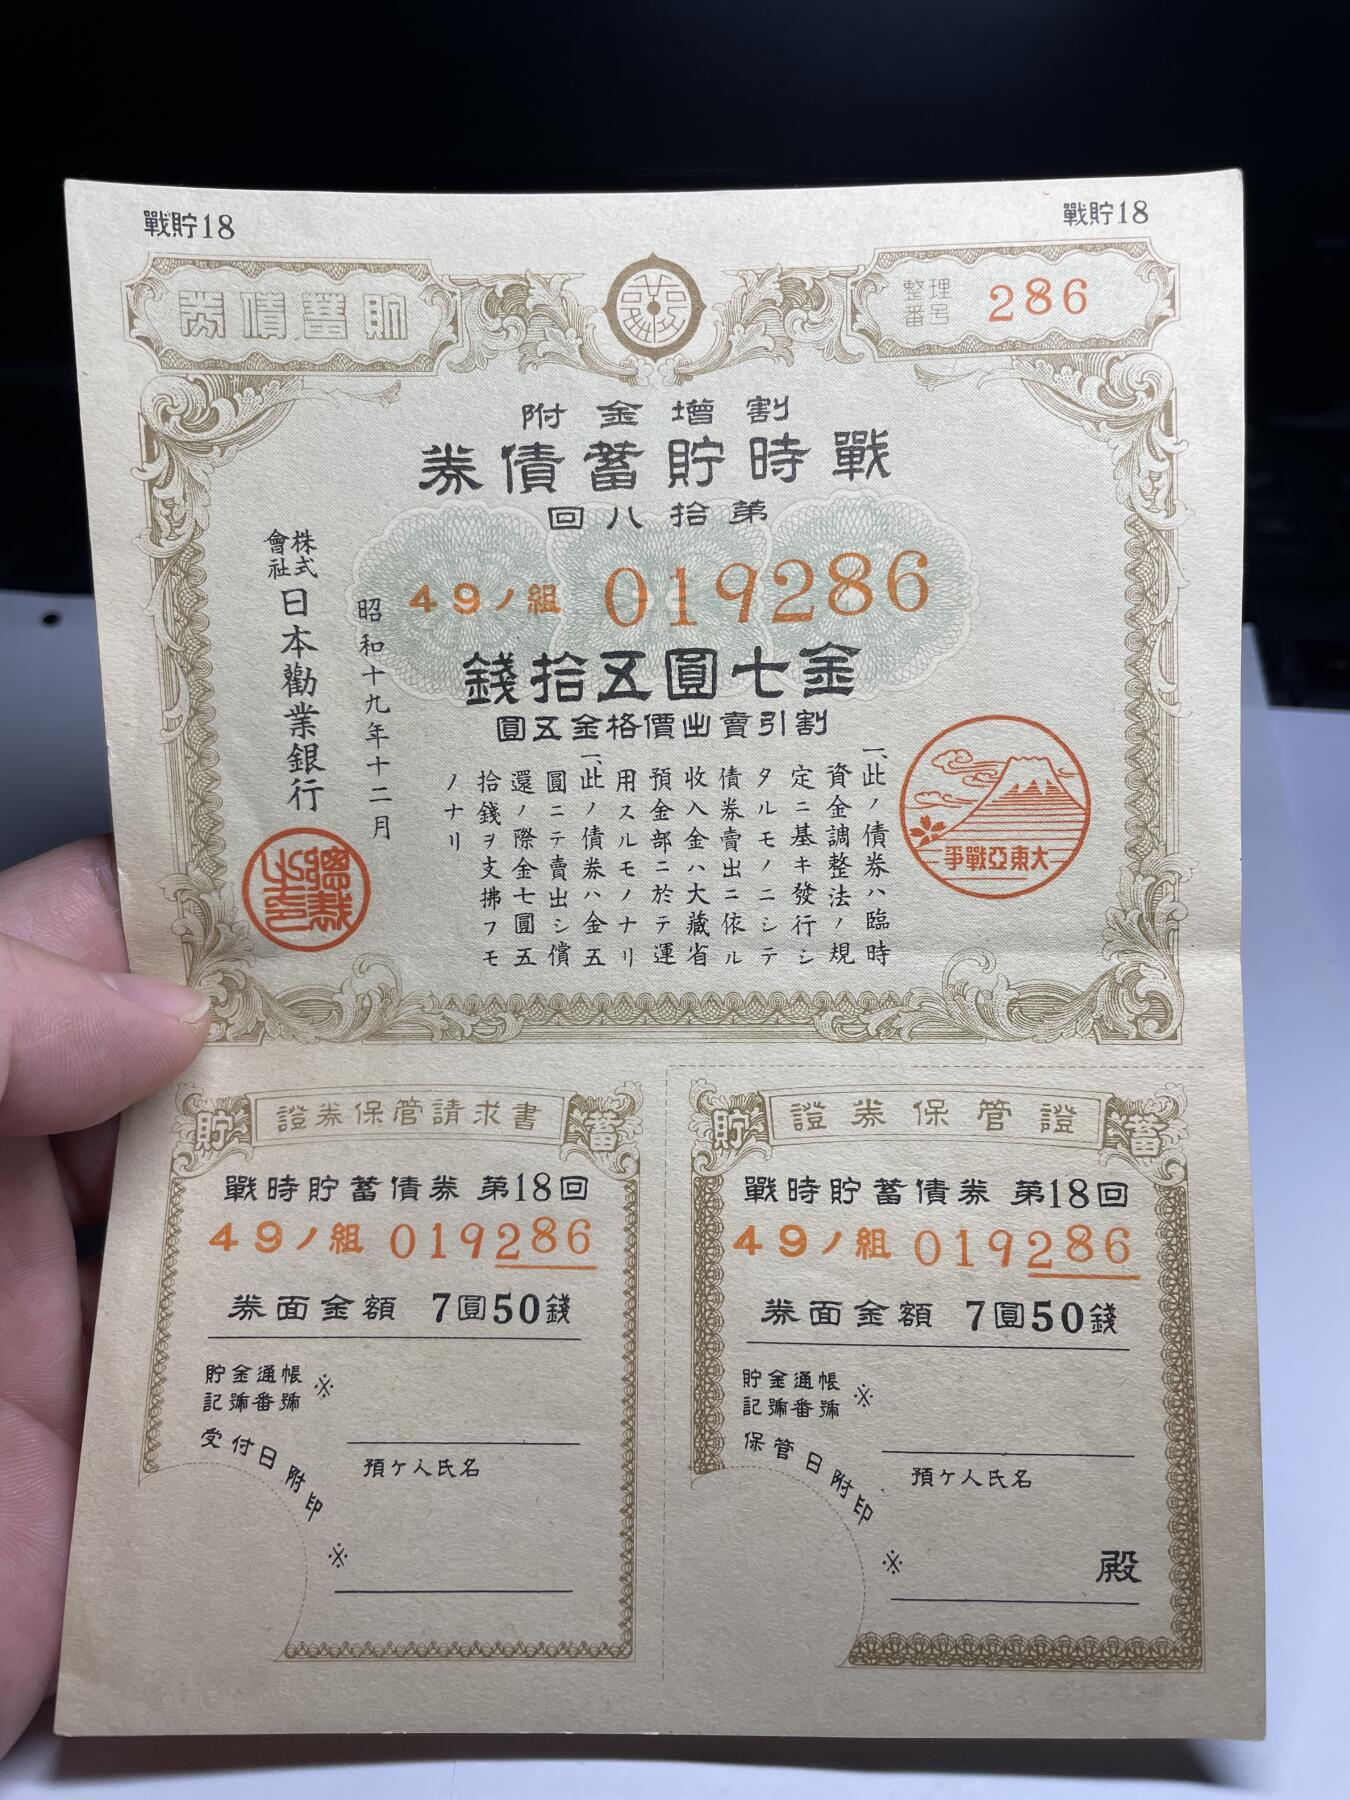 戰貯18
戰貯18
貯蓄債券
整理番号 286
割增金附
戰時貯蓄債券
第拾八回
49ノ組 019286
金七圓五拾錢
割引賣出價格金五圓
大東亞戰爭
一、此ノ債券ハ臨時
資金調整法ノ規
定ニ基キ發行シ
タルモノニシテ
債券賣出ニ依ル
收入金ハ大藏省
預金部ニ於テ運
用スルモノナリ
一、此ノ債券ハ金五
圓ニテ賣出シ償
還ノ際金七圓五
拾錢ヲ支拂フモ
ノナリ
昭和十九年十二月
株式會社 日本勸業銀行
總裁之印
貯 證券保管請求書 蓄
戰時貯蓄債券 第18回
49ノ組 019286
券面金額 7圓50錢
貯金通帳
記號番號 ※
受付日附印
預ケ人氏名
※
貯 證券保管證 蓄
戰時貯蓄債券 第18回
49ノ組 019286
券面金額 7圓50錢
貯金通帳
記號番號 ※
保管日附印
預ケ人氏名
※
殿